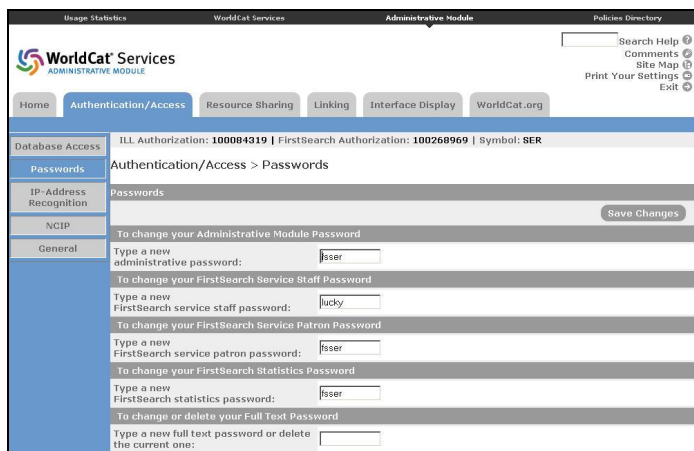 Usage Statistics WorldCat Services Administrative Module Policies Directory
Search Help
WorldCat® Services
ADMINISTRATIVE MODULE
Comments
Site Map
Print Your Settings
Exit
Home Authentication/Access Resource Sharing Linking Interface Display WorldCat.org
Database Access
Passwords
IP-Address
Recognition
NCIP
General
ILL Authorization: 100084319 | FirstSearch Authorization: 100268969 | Symbol: SER
Authentication/Access > Passwords
Passwords
Save Changes
To change your Administrative Module Password
Type a new
administrative password: fsser
To change your FirstSearch Service Staff Password
Type a new
FirstSearch service staff password: lucky
To change your FirstSearch Service Patron Password
Type a new
FirstSearch service patron password: fsser
To change your FirstSearch Statistics Password
Type a new
FirstSearch statistics password: fsser
To change or delete your Full Text Password
Type a new full text password or delete
the current one: